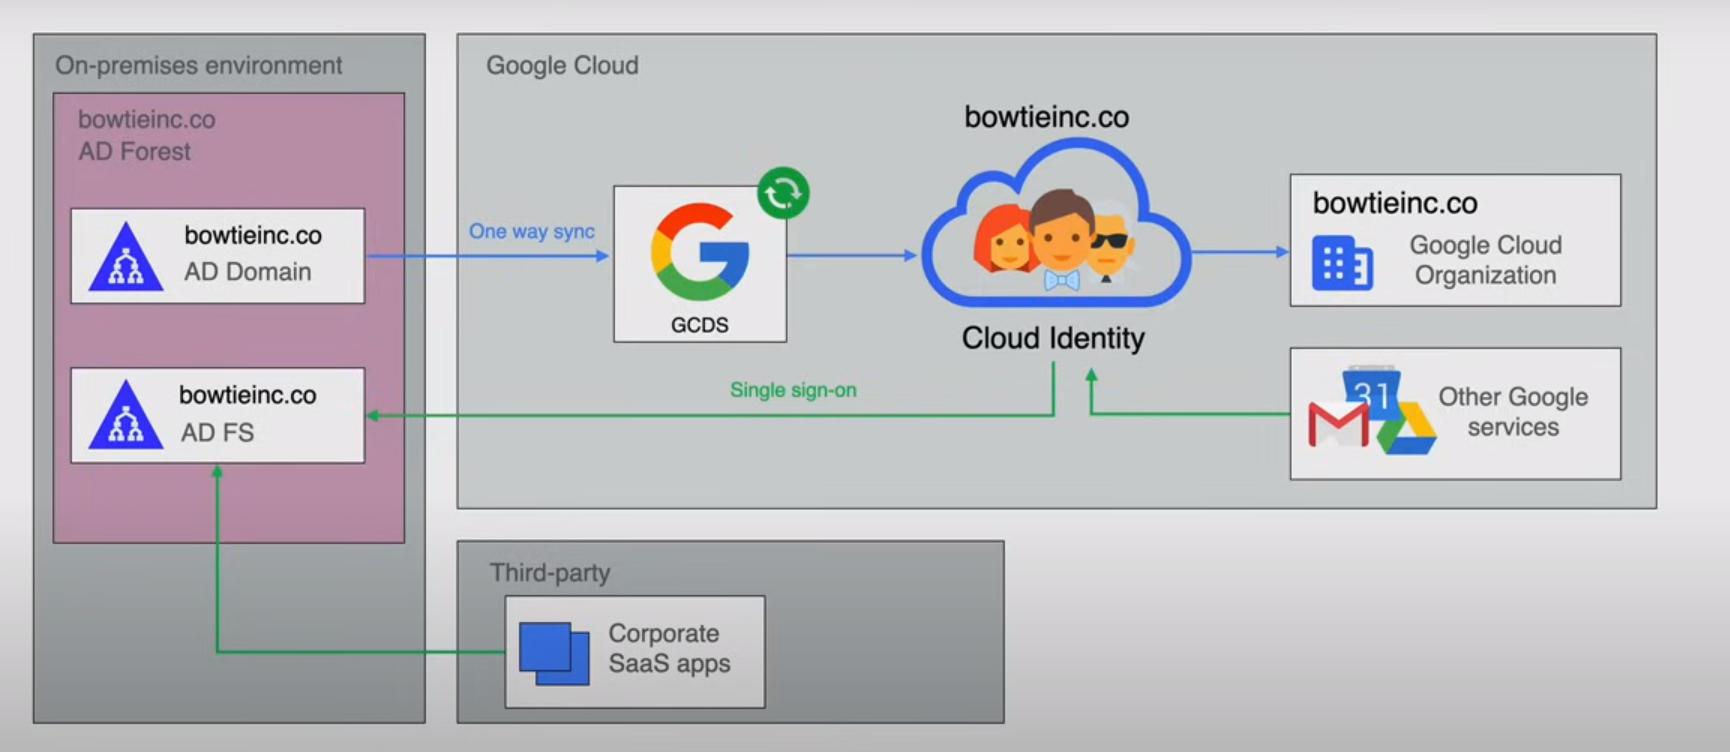 On-premises environment
bowtieinc.co
AD Forest
bowtieinc.co
AD Domain
bowtieinc.co
AD FS
Google Cloud
One way sync
GCDS
bowtieinc.co
Cloud Identity
bowtieinc.co
Google Cloud
Organization
Single sign-on
31
Other Google
services
Third-party
Corporate
SaaS apps